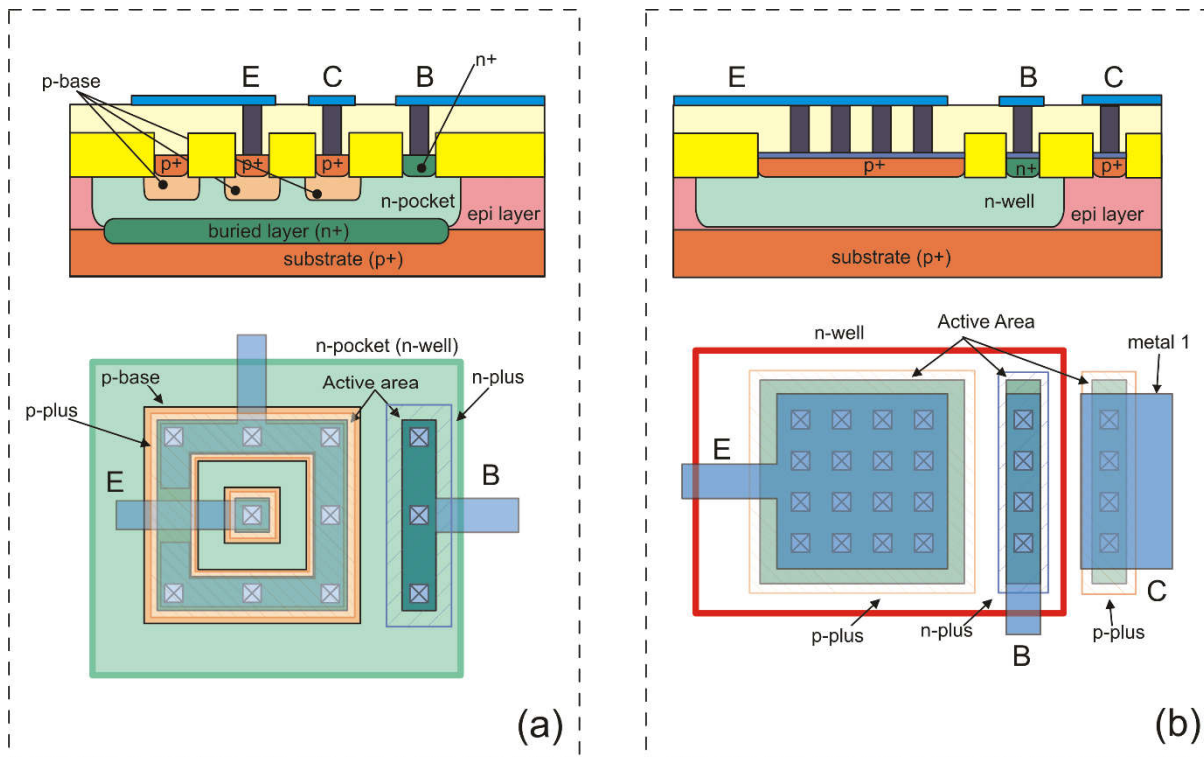 E C B n+
p-base
p+ p+ p+
n-pocket
epi layer
buried layer (n+)
substrate (p+)
n-pocket (n-well)
p-base
Active area
n-plus
p-plus
E
B
(a)
E B C
p+ n+ p+
n-well
epi layer
substrate (p+)
Active Area
n-well
metal 1
E
C
p-plus
n-plus
p-plus
B
(b)